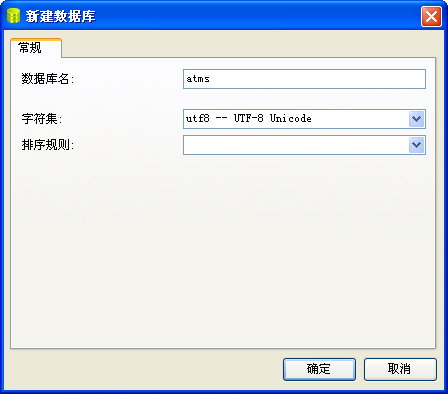 新建数据库
常规
数据库名:
atms
字符集:
utf8 -- UTF-8 Unicode
排序规则:
确定
取消